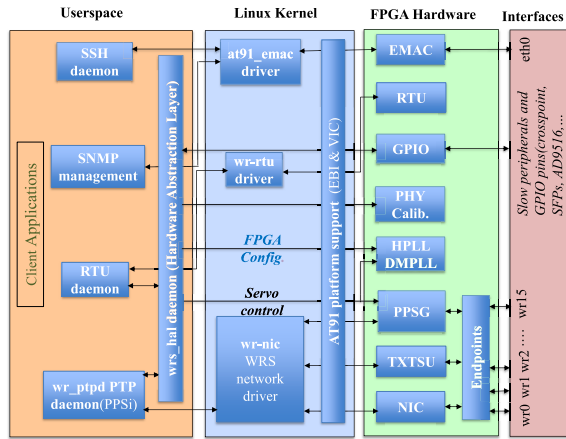 Userspace
Linux Kernel
FPGA Hardware
Interfaces
Client Applications
SSH
daemon
SNMP
management
RTU
daemon
wr_ptpd PTP
daemon(PPSi)
wrs_hal daemon (Hardware Abstraction Layer)
at91_emac
driver
wr-rtu
driver
FPGA
Config.
Servo
control
wr-nic
WRS
network
driver
AT91 platform support (EBI & VIC)
EMAC
RTU
GPIO
PHY
Calib.
HPLL
DMPLL
PPSG
TXTSU
NIC
Endpoints
eth0
Slow peripherals and
GPIO pins(crosspoint,
SFPs, AD9516,...
wr0 wr1 wr2 ···· wr15